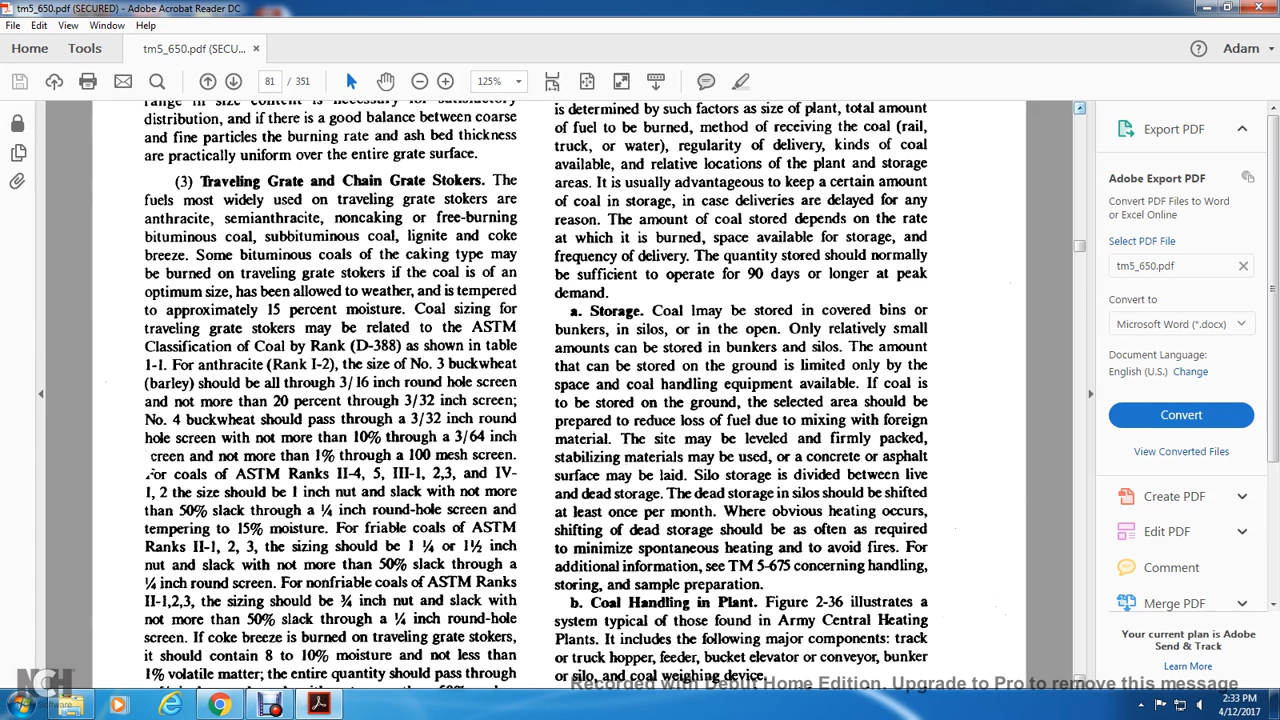 tm5_650.pdf (SECURED) - Adobe Acrobat Reader DC
File Edit View Window Help
Home Tools tm5_650.pdf (SECU... × Adam
81 / 351 125%
range in size content is necessary for satisfactory
distribution, and if there is a good balance between coarse
and fine particles the burning rate and ash bed thickness
are practically uniform over the entire grate surface.
(3) Traveling Grate and Chain Grate Stokers. The
fuels most widely used on traveling grate stokers are
anthracite, semianthracite, noncaking or free-burning
bituminous coal, subbituminous coal, lignite and coke
breeze. Some bituminous coals of the caking type may
be burned on traveling grate stokers if the coal is of an
optimum size, has been allowed to weather, and is tempered
to approximately 15 percent moisture. Coal sizing for
traveling grate stokers may be related to the ASTM
Classification of Coal by Rank (D-388) as shown in table
1-1. For anthracite (Rank I-2), the size of No. 3 buckwheat
(barley) should be all through 3/16 inch round hole screen
and not more than 20 percent through 3/32 inch screen;
No. 4 buckwheat should pass through a 3/32 inch round
hole screen with not more than 10% through a 3/64 inch
creen and not more than 1% through a 100 mesh screen.
For coals of ASTM Ranks II-4, 5, III-1, 2,3, and IV-
1, 2 the size should be 1 inch nut and slack with not more
than 50% slack through a ¼ inch round-hole screen and
tempering to 15% moisture. For friable coals of ASTM
Ranks II-1, 2, 3, the sizing should be 1 ¼ or 1½ inch
nut and slack with not more than 50% slack through a
¼ inch round screen. For nonfriable coals of ASTM Ranks
II-1,2,3, the sizing should be ¾ inch nut and slack with
not more than 50% slack through a ¼ inch round-hole
screen. If coke breeze is burned on traveling grate stokers,
it should contain 8 to 10% moisture and not less than
1% volatile matter; the entire quantity should pass through
is determined by such factors as size of plant, total amount
of fuel to be burned, method of receiving the coal (rail,
truck, or water), regularity of delivery, kinds of coal
available, and relative locations of the plant and storage
areas. It is usually advantageous to keep a certain amount
of coal in storage, in case deliveries are delayed for any
reason. The amount of coal stored depends on the rate
at which it is burned, space available for storage, and
frequency of delivery. The quantity stored should normally
be sufficient to operate for 90 days or longer at peak
demand.
a. Storage. Coal lmay be stored in covered bins or
bunkers, in silos, or in the open. Only relatively small
amounts can be stored in bunkers and silos. The amount
that can be stored on the ground is limited only by the
space and coal handling equipment available. If coal is
to be stored on the ground, the selected area should be
prepared to reduce loss of fuel due to mixing with foreign
material. The site may be leveled and firmly packed,
stabilizing materials may be used, or a concrete or asphalt
surface may be laid. Silo storage is divided between live
and dead storage. The dead storage in silos should be shifted
at least once per month. Where obvious heating occurs,
shifting of dead storage should be as often as required
to minimize spontaneous heating and to avoid fires. For
additional information, see TM 5-675 concerning handling,
storing, and sample preparation.
b. Coal Handling in Plant. Figure 2-36 illustrates a
system typical of those found in Army Central Heating
Plants. It includes the following major components: track
or truck hopper, feeder, bucket elevator or conveyor, bunker
or silo, and coal weighing device.
Export PDF
Adobe Export PDF
Convert PDF Files to Word
or Excel Online
Select PDF File
tm5_650.pdf
Convert to
Microsoft Word (*.docx)
Document Language:
English (U.S.) Change
Convert
View Converted Files
Create PDF
Edit PDF
Comment
Merge PDF
Your current plan is Adobe
Send & Track
Learn More
Recorded with Debut Home Edition. Upgrade to Pro to remove this message
NCH
Software
2:33 PM
4/12/2017